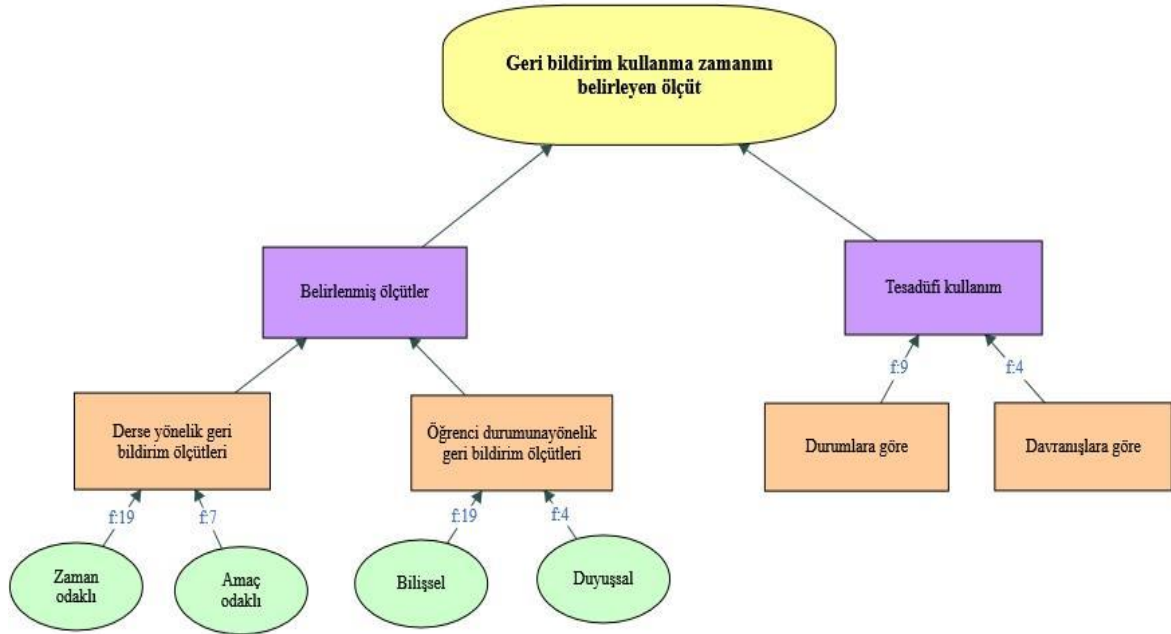 Geri bildirim kullanma zamanını
belirleyen ölçüt
Belirlenmiş ölçütler
Tesadüfi kullanım
f:9
f:4
Derse yönelik geri
bildirim ölçütleri
Öğrenci durumunayönelik
geri bildirim ölçütleri
Durumlara göre
Davranışlara göre
f:19
f:7
f:19
f:4
Zaman
odaklı
Amaç
odaklı
Bilişsel
Duyuşsal